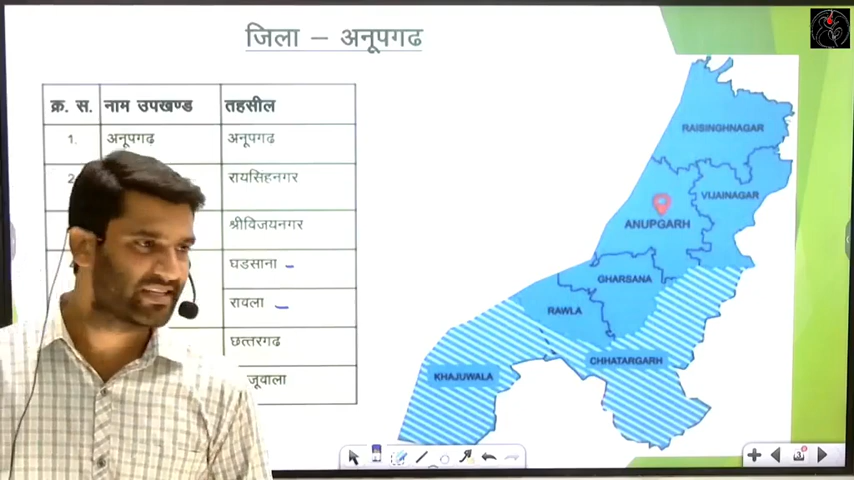 जिला – अनूपगढ
क्र. स. नाम उपखण्ड तहसील
1. अनूपगढ अनूपगढ
2 रायसिहनगर
श्रीविजयनगर
घडसाना
रावला
छत्तरगढ
जूवाला
RAISINGHNAGAR
VIJAINAGAR
ANUPGARH
GHARSANA
RAWLA
CHHATARGARH
KHAJUWALA